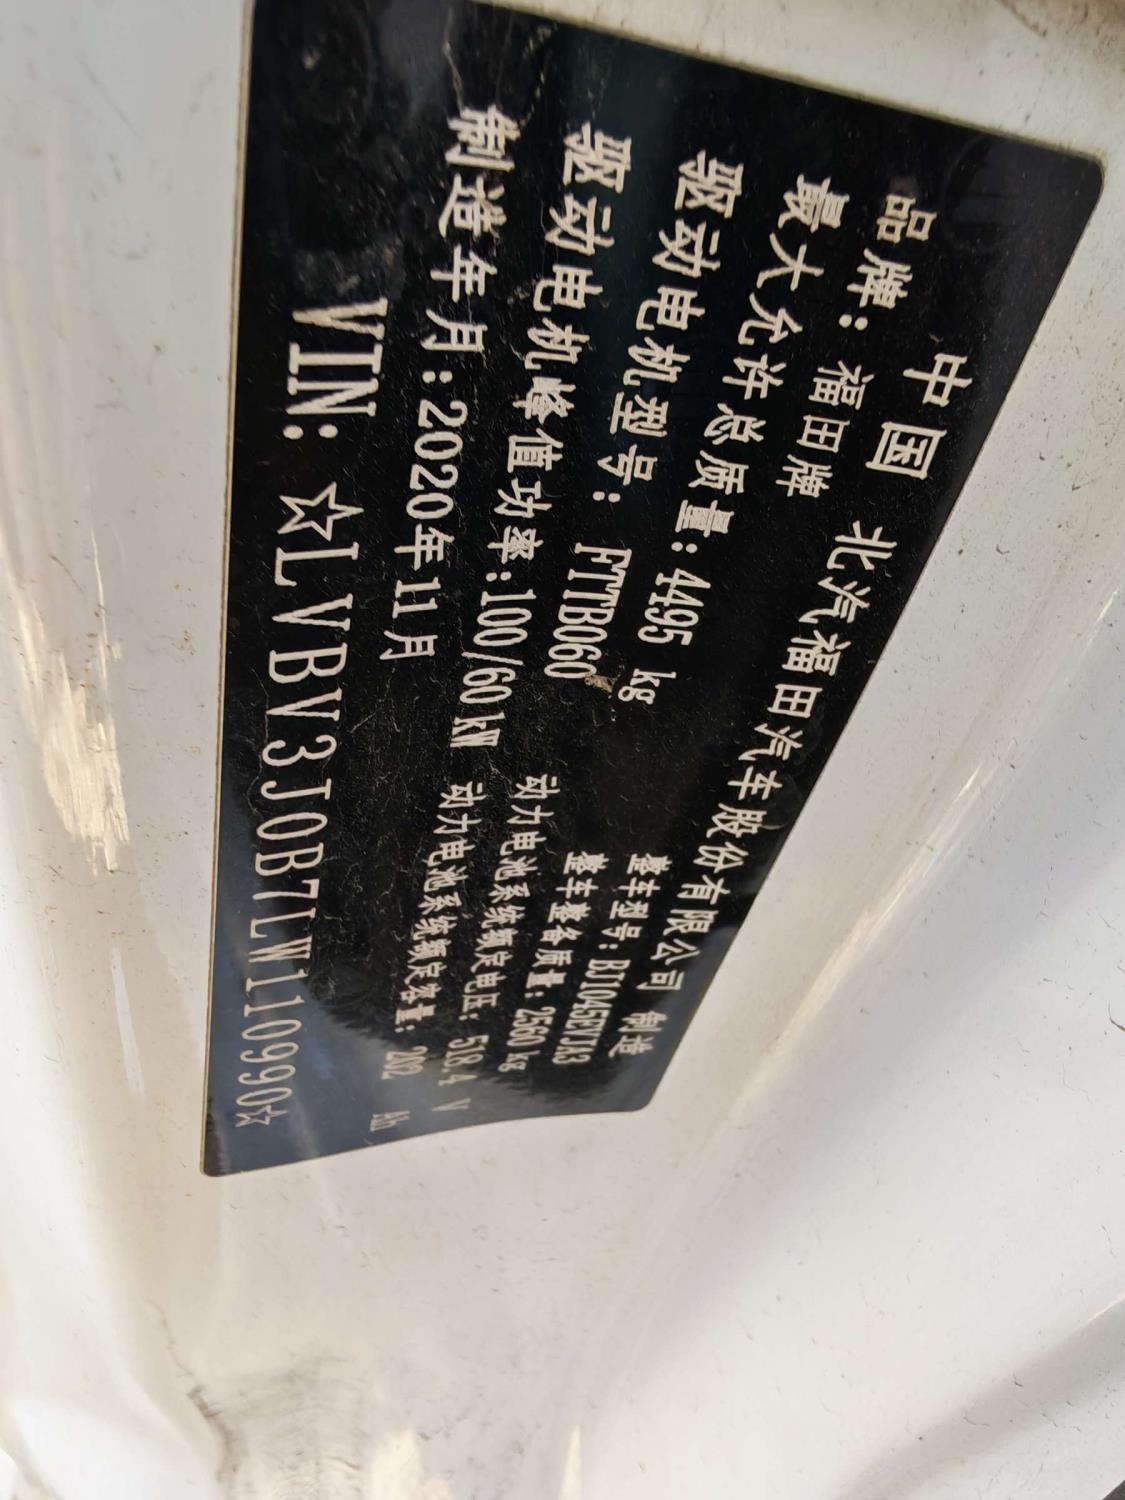 中国 北汽福田汽车股份有限公司 制造
品牌：福田牌 整车型号：BJ1045EVJA3
最大允许总质量：4495 kg 整车整备质量：2560 kg
驱动电机型号：FTTB060 动力电池系统额定电压：518.4 V
驱动电机峰值功率：100/60 kW 动力电池系统额定容量：202 Ah
制造年月：2020年11月
VIN: ☆LVBV3J0B7LW110990☆